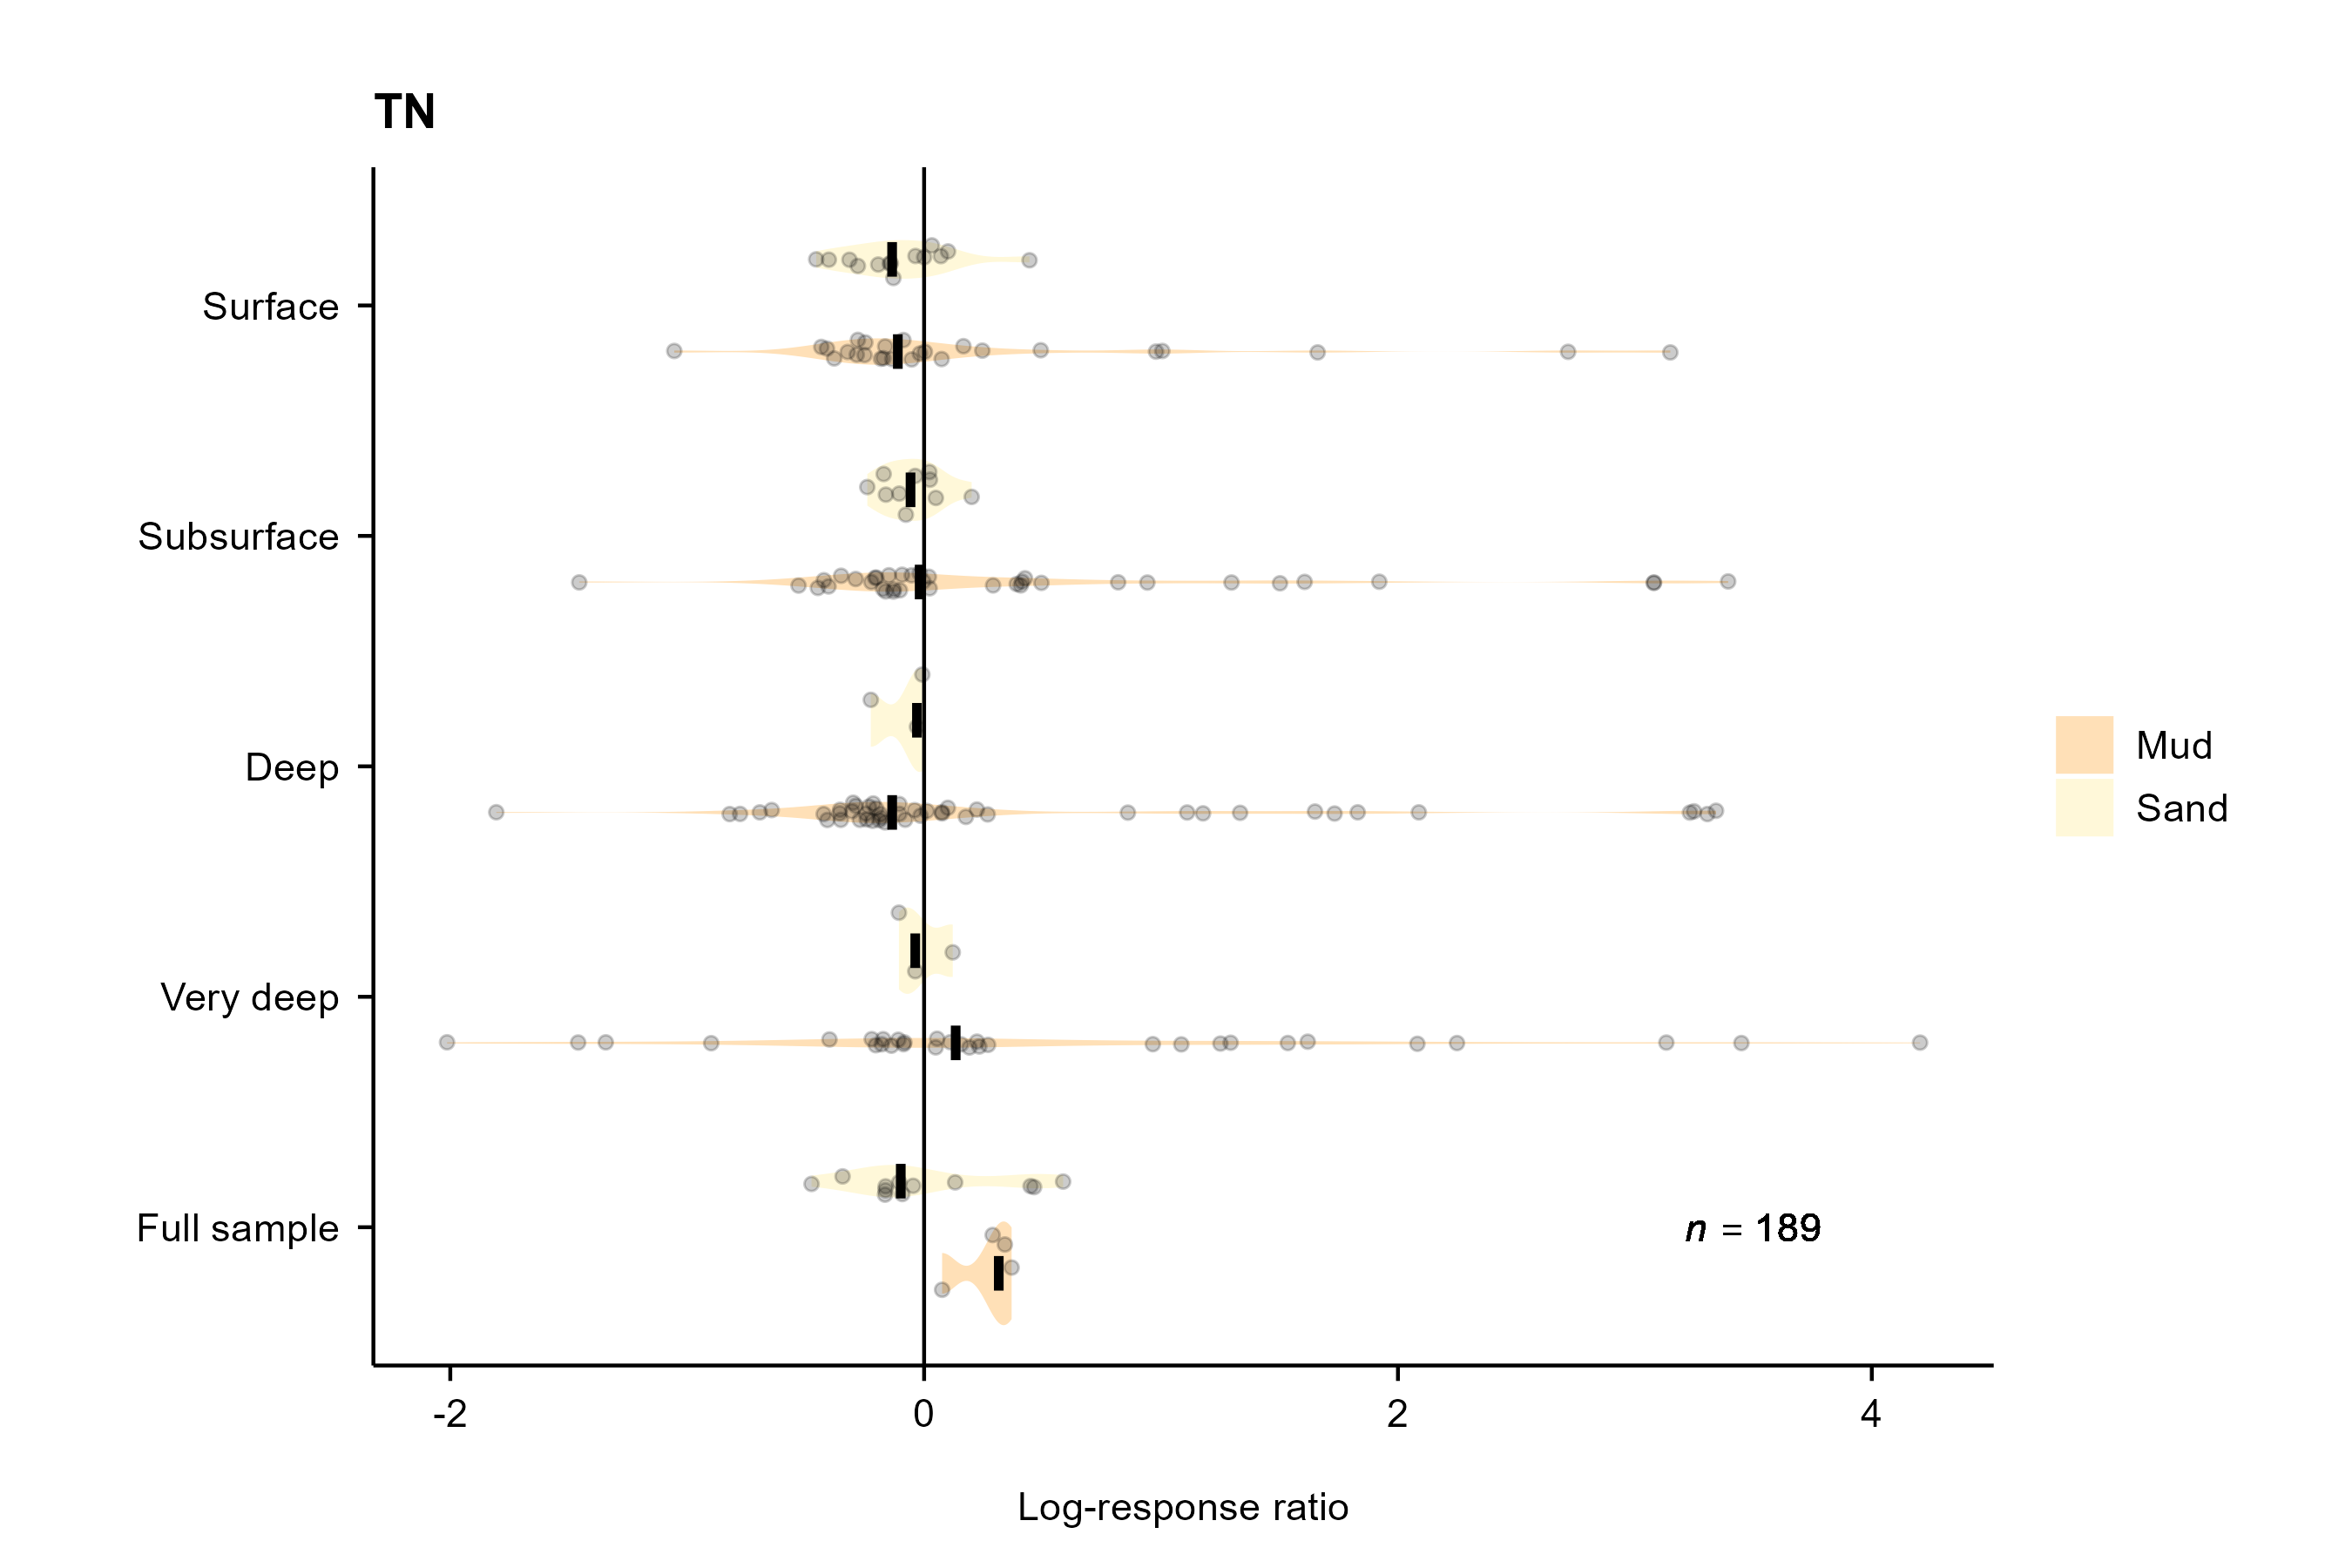 TN
Surface
Subsurface
Deep
Very deep
Full sample
Mud
Sand
n = 189
-2 0 2 4
Log-response ratio